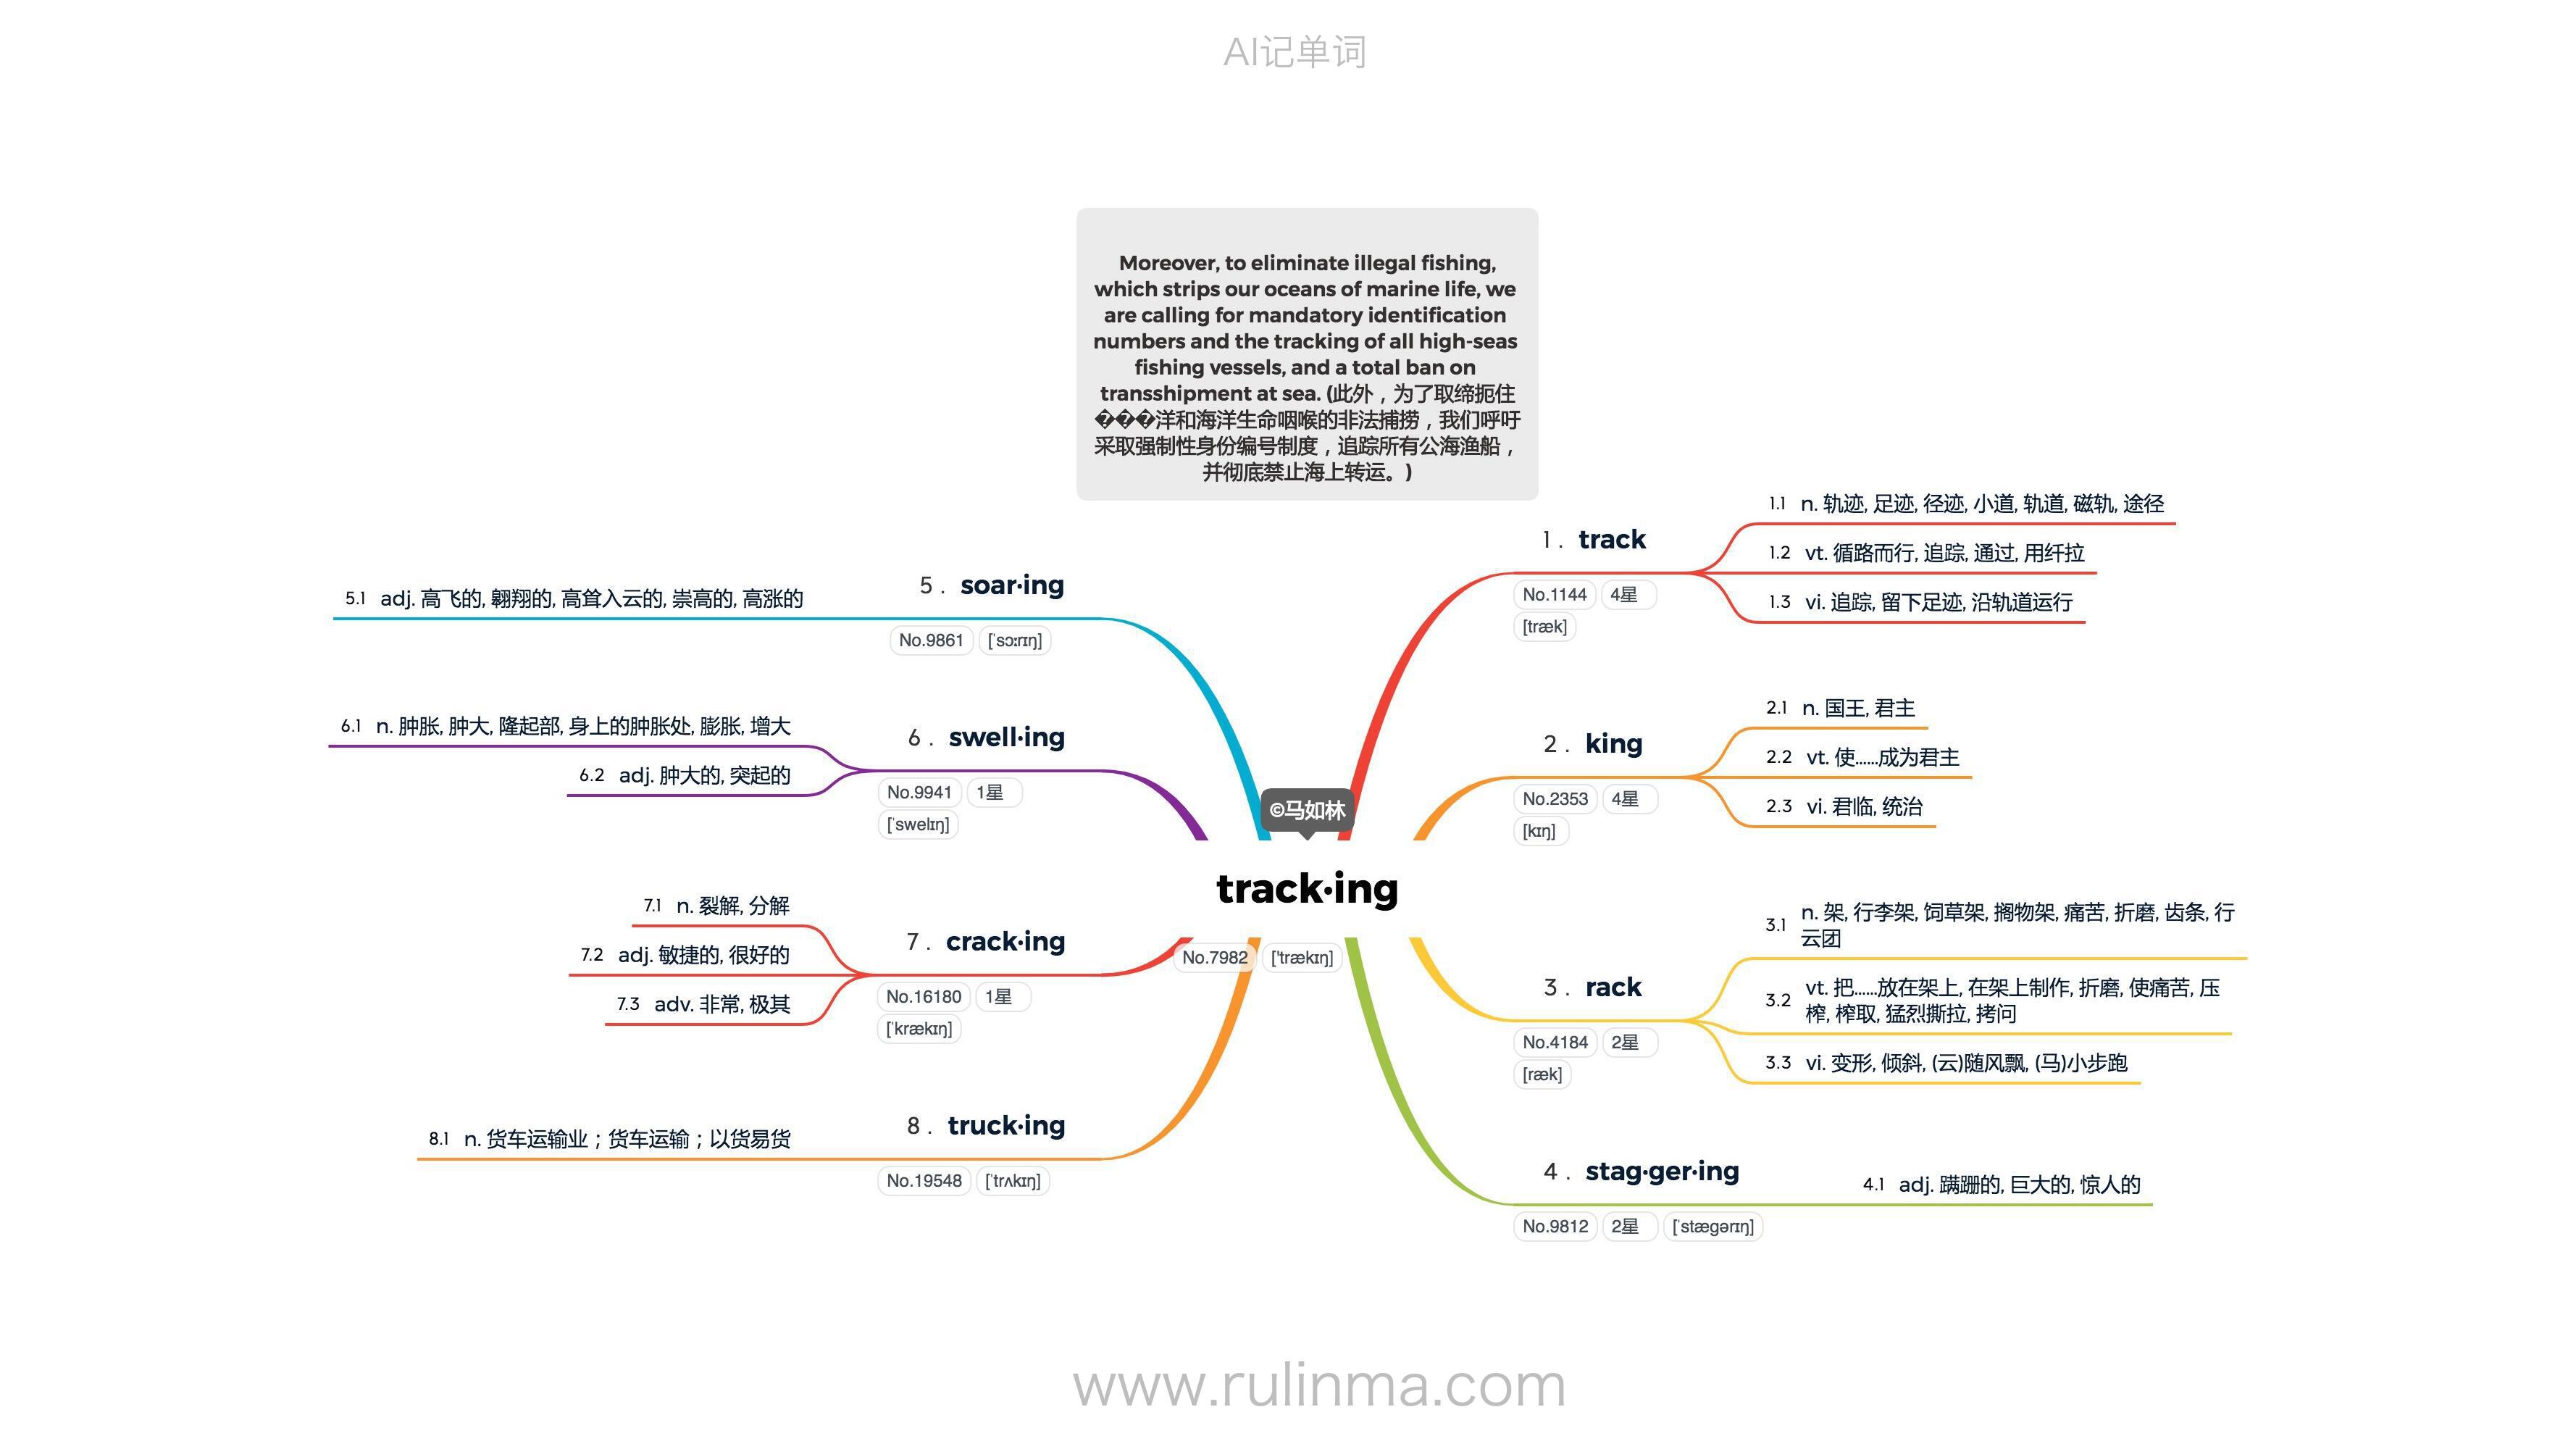 AI记单词
Moreover, to eliminate illegal fishing,
which strips our oceans of marine life, we
are calling for mandatory identification
numbers and the tracking of all high-seas
fishing vessels, and a total ban on
transshipment at sea. (此外，为了取缔扼住
���洋和海洋生命咽喉的非法捕捞，我们呼吁
采取强制性身份编号制度，追踪所有公海渔船，
并彻底禁止海上转运。)
©马如林
track·ing
No.7982 ['trækɪŋ]
1. track
No.1144 4星
[træk]
1.1 n. 轨迹, 足迹, 径迹, 小道, 轨道, 磁轨, 途径
1.2 vt. 循路而行, 追踪, 通过, 用纤拉
1.3 vi. 追踪, 留下足迹, 沿轨道运行
2. king
No.2353 4星
[kɪŋ]
2.1 n. 国王, 君主
2.2 vt. 使……成为君主
2.3 vi. 君临, 统治
3. rack
No.4184 2星
[ræk]
3.1 n. 架, 行李架, 饲草架, 搁物架, 痛苦, 折磨, 齿条, 行
云团
3.2 vt. 把……放在架上, 在架上制作, 折磨, 使痛苦, 压
榨, 榨取, 猛烈撕拉, 拷问
3.3 vi. 变形, 倾斜, (云)随风飘, (马)小步跑
4. stag·ger·ing
No.9812 2星 [ˈstægərɪŋ]
4.1 adj. 蹒跚的, 巨大的, 惊人的
5. soar·ing
No.9861 [ˈsɔːrɪŋ]
5.1 adj. 高飞的, 翱翔的, 高耸入云的, 崇高的, 高涨的
6. swell·ing
No.9941 1星
[ˈswelɪŋ]
6.1 n. 肿胀, 肿大, 隆起部, 身上的肿胀处, 膨胀, 增大
6.2 adj. 肿大的, 突起的
7. crack·ing
No.16180 1星
[ˈkrækɪŋ]
7.1 n. 裂解, 分解
7.2 adj. 敏捷的, 很好的
7.3 adv. 非常, 极其
8. truck·ing
No.19548 [ˈtrʌkɪŋ]
8.1 n. 货车运输业；货车运输；以货易货
www.rulinma.com